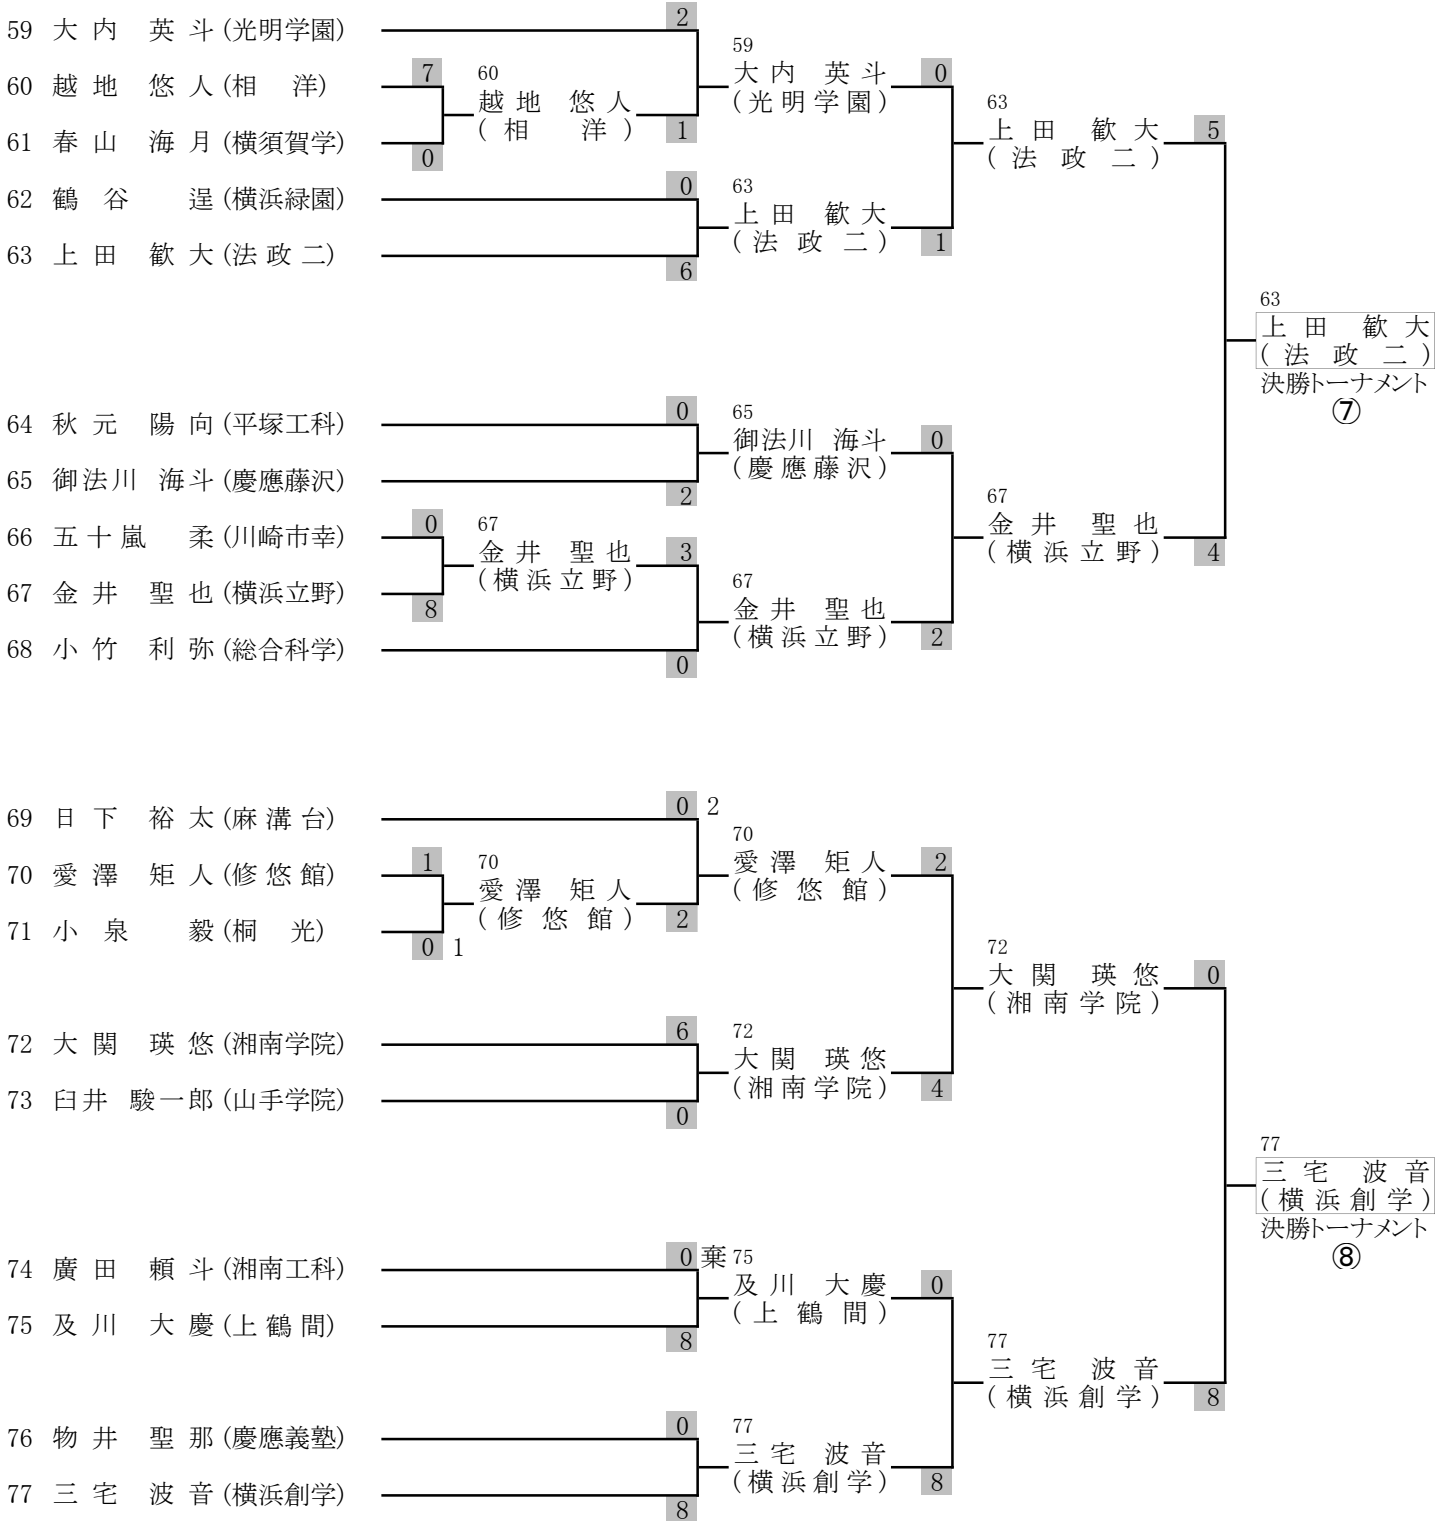 59 大内 英斗 (光明学園) 2
59
大内 英斗 0
(光明学園)
60 越地 悠人 (相 洋) 7
60
越地 悠人
(相 洋) 1
63
上田 歓大 5
(法政二)
61 春山 海月 (横須賀学) 0
62 鶴谷 逞 (横浜緑園) 0
63
上田 歓大
(法政二) 1
63 上田 歓大 (法政二) 6
63
上田 歓大
(法政二)
決勝トーナメント
⑦
64 秋元 陽向 (平塚工科) 0
65
御法川 海斗 0
(慶應藤沢)
65 御法川 海斗 (慶應藤沢) 2
66 五十嵐 柔 (川崎市幸) 0
67
金井 聖也 3
(横浜立野)
67
金井 聖也
(横浜立野) 4
67 金井 聖也 (横浜立野) 8
67
金井 聖也
(横浜立野) 2
68 小竹 利弥 (総合科学) 0
69 日下 裕太 (麻溝台) 0 2
70
愛澤 矩人 2
(修悠館)
70 愛澤 矩人 (修悠館) 1
70
愛澤 矩人
(修悠館) 2
71 小泉 毅 (桐 光) 0 1
72
大関 瑛悠 0
(湘南学院)
72 大関 瑛悠 (湘南学院) 6
72
大関 瑛悠
(湘南学院) 4
73 臼井 駿一郎 (山手学院) 0
77
三宅 波音
(横浜創学)
決勝トーナメント
⑧
74 廣田 頼斗 (湘南工科) 0 棄
75
及川 大慶 0
(上鶴間)
75 及川 大慶 (上鶴間) 8
77
三宅 波音
(横浜創学) 8
76 物井 聖那 (慶應義塾) 0
77
三宅 波音
(横浜創学) 8
77 三宅 波音 (横浜創学) 8